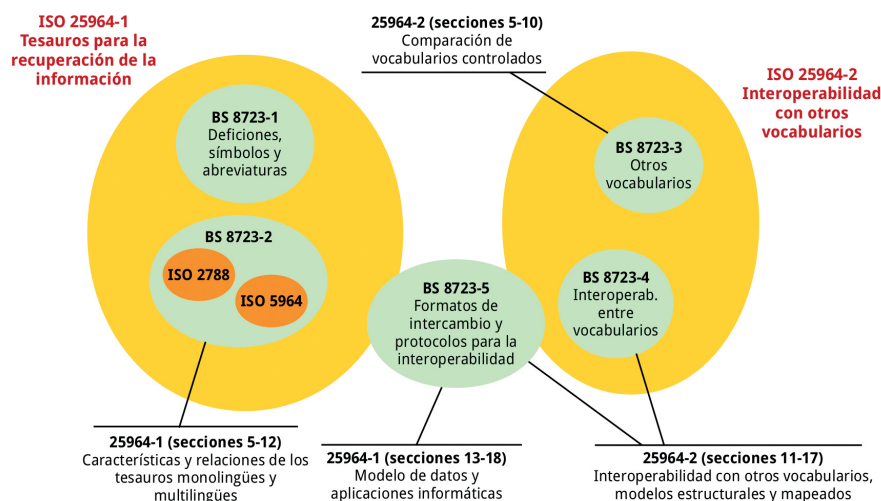 ISO 25964-1
Tesauros para la
recuperación de la
información
25964-2 (secciones 5-10)
Comparación de
vocabularios controlados
ISO 25964-2
Interoperabilidad
con otros
vocabularios
BS 8723-1
Deficiones,
símbolos y
abreviaturas
BS 8723-3
Otros
vocabularios
BS 8723-2
ISO 2788
ISO 5964
BS 8723-5
Formatos de
intercambio y
protocolos para la
interoperabilidad
BS 8723-4
Interoperab.
entre
vocabularios
25964-1 (secciones 5-12)
Características y relaciones de los
tesauros monolingües y
multilingües
25964-1 (secciones 13-18)
Modelo de datos y
aplicaciones informáticas
25964-2 (secciones 11-17)
Interoperabilidad con otros vocabularios,
modelos estructurales y mapeados